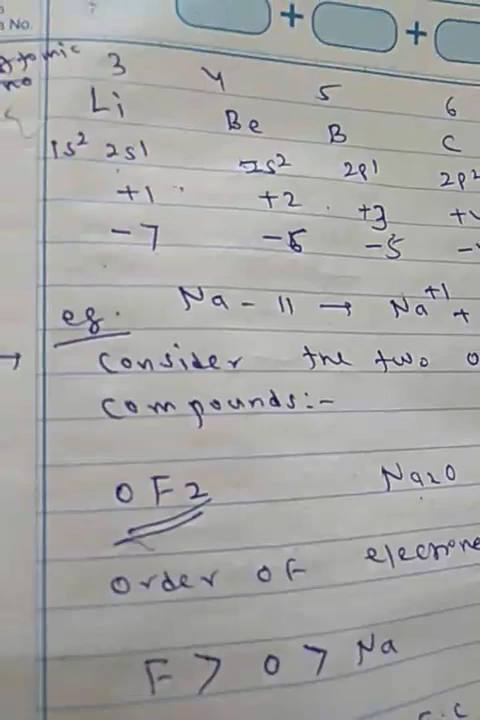 No.
+ +
Atomic no 3 4 5 6
Li Be B C
1s² 2s1 2s² 2p1 2p²
+1 +2 +3
-7 -6 -5
eg. Na - 11 → Na+1 +
→ Consider the two
compounds:-
OF2 Na2O
order of
F > O > Na